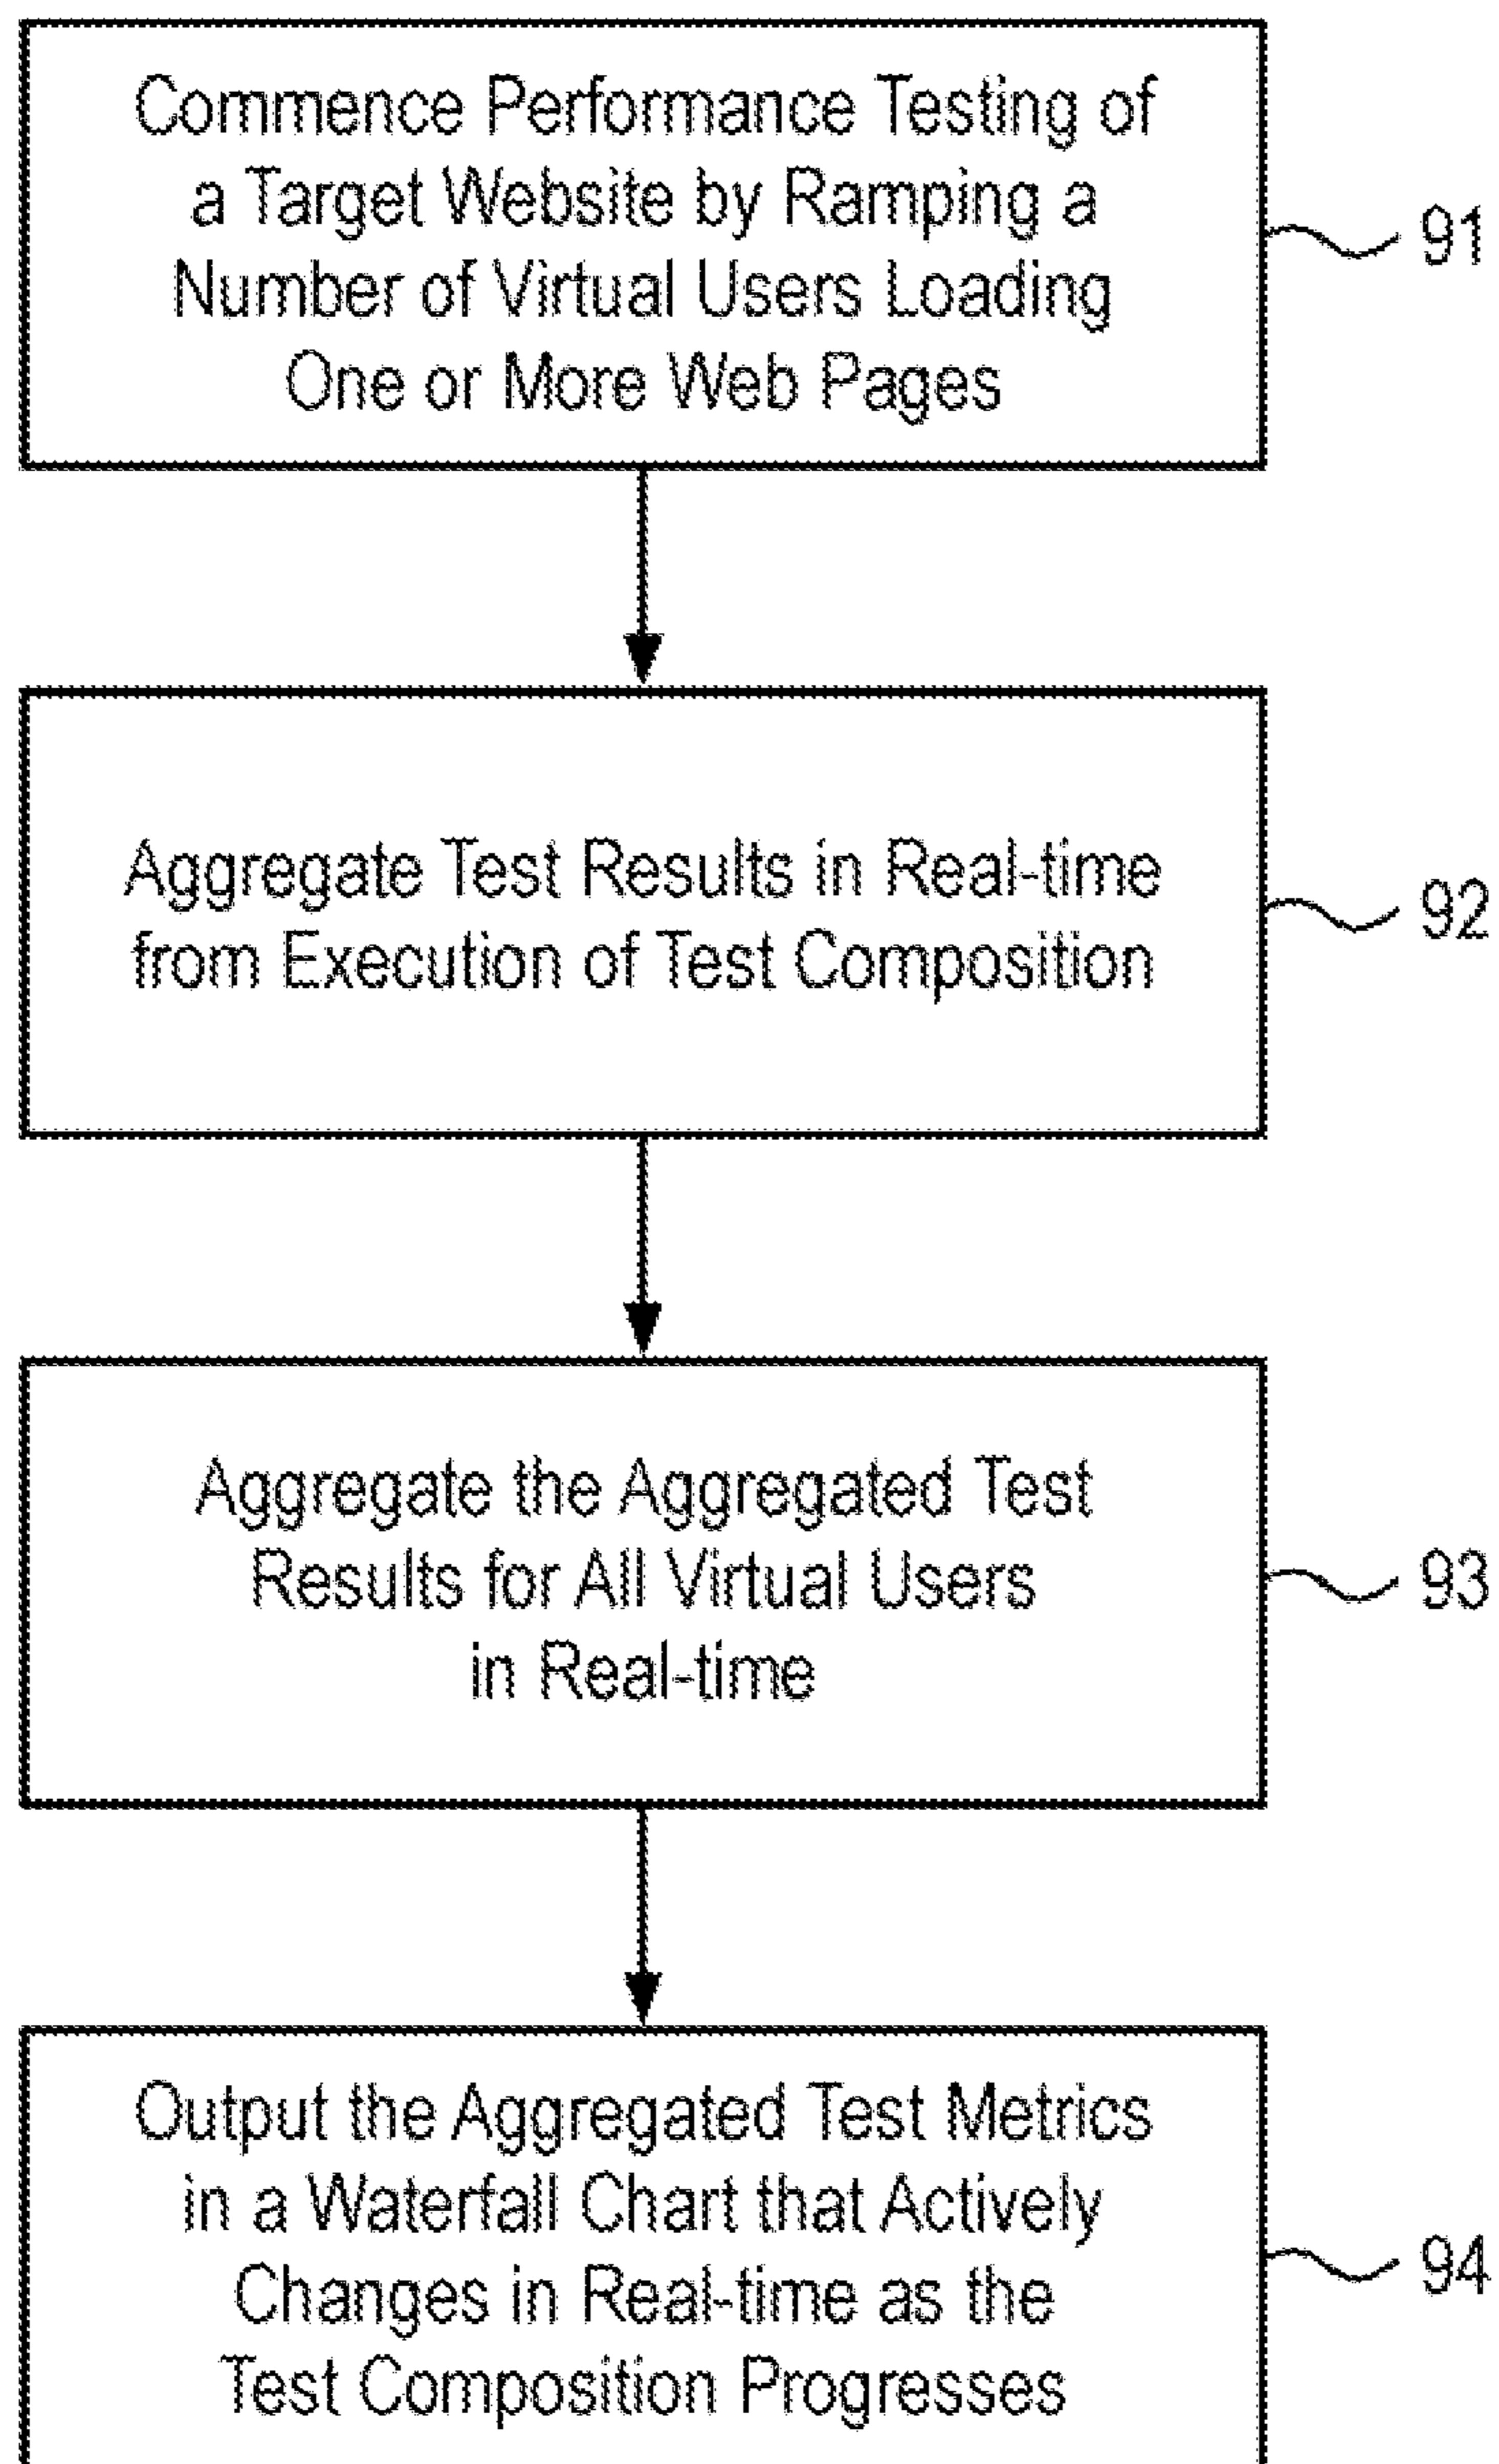 Commence Performance Testing of
a Target Website by Ramping a
Number of Virtual Users Loading
One or More Web Pages
91
Aggregate Test Results in Real-time
from Execution of Test Composition
92
Aggregate the Aggregated Test
Results for All Virtual Users
in Real-time
93
Output the Aggregated Test Metrics
in a Waterfall Chart that Actively
Changes in Real-time as the
Test Composition Progresses
94